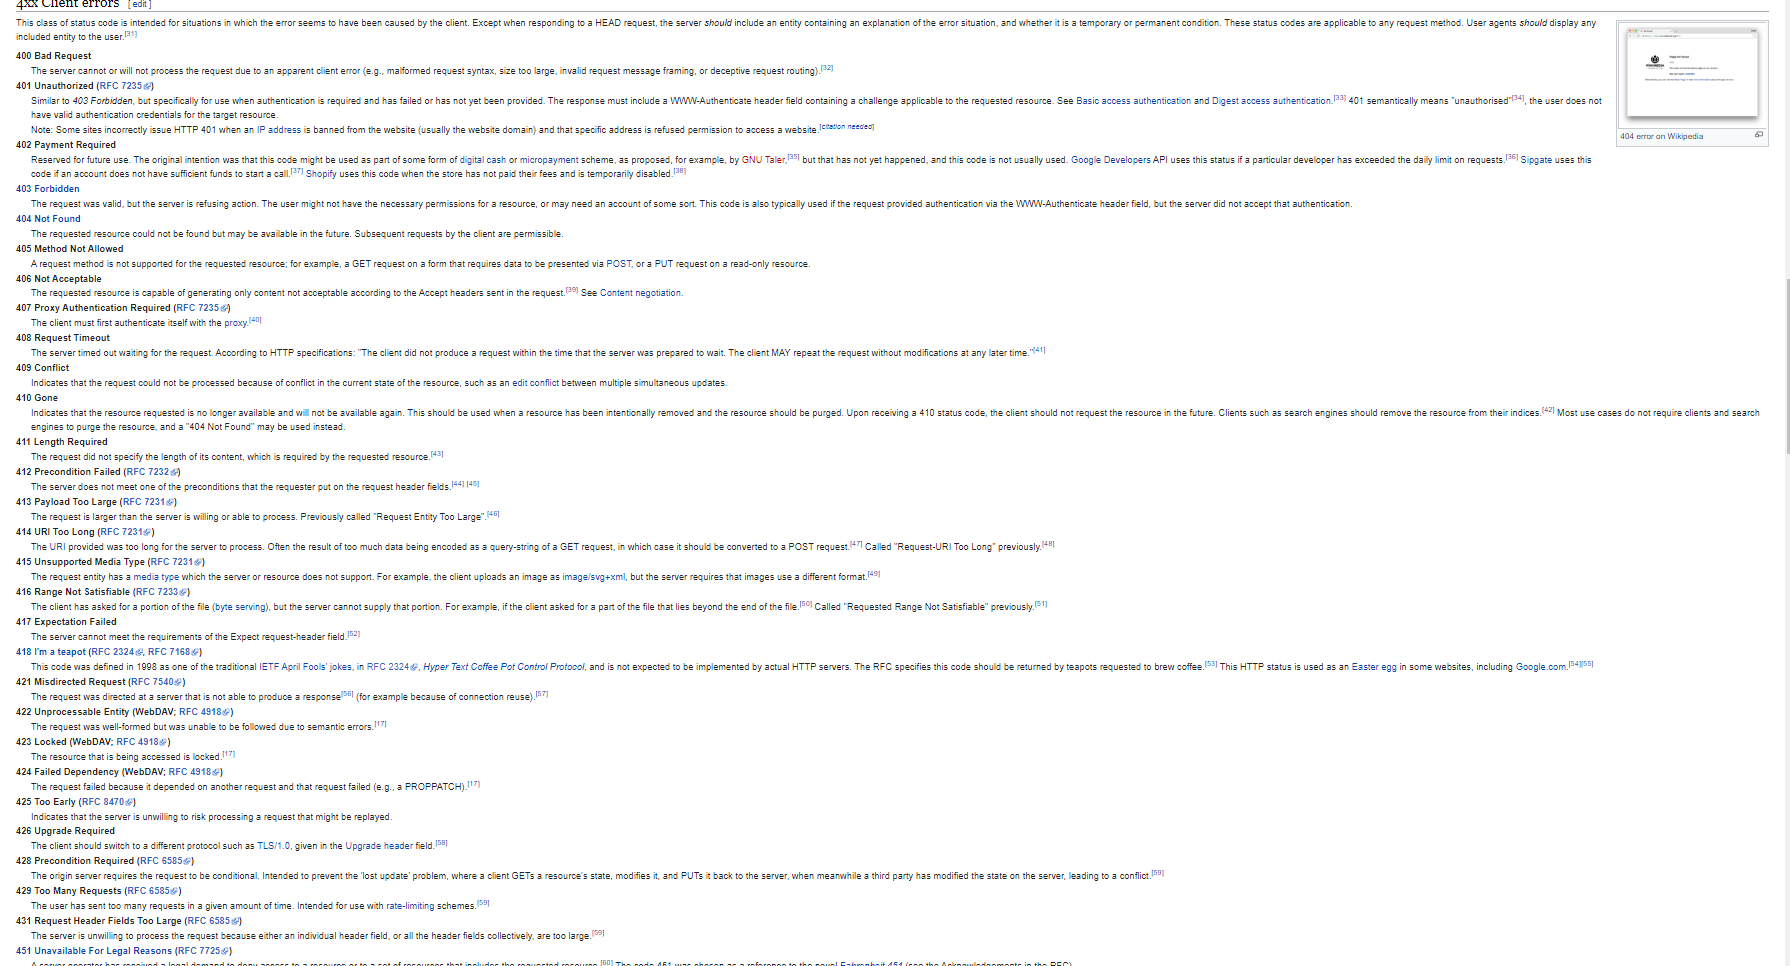 4xx Client errors [ edit ]
This class of status code is intended for situations in which the error seems to have been caused by the client. Except when responding to a HEAD request, the server should include an entity containing an explanation of the error situation, and whether it is a temporary or permanent condition. These status codes are applicable to any request method. User agents should display any
included entity to the user.[31]
400 Bad Request
The server cannot or will not process the request due to an apparent client error (e.g., malformed request syntax, size too large, invalid request message framing, or deceptive request routing).[32]
401 Unauthorized (RFC 7235)
Similar to 403 Forbidden, but specifically for use when authentication is required and has failed or has not yet been provided. The response must include a WWW-Authenticate header field containing a challenge applicable to the requested resource. See Basic access authentication and Digest access authentication.[33] 401 semantically means "unauthorised"[34], the user does not
have valid authentication credentials for the target resource.
Note: Some sites incorrectly issue HTTP 401 when an IP address is banned from the website (usually the website domain) and that specific address is refused permission to access a website.[citation needed]
402 Payment Required
Reserved for future use. The original intention was that this code might be used as part of some form of digital cash or micropayment scheme, as proposed, for example, by GNU Taler,[35] but that has not yet happened, and this code is not usually used. Google Developers API uses this status if a particular developer has exceeded the daily limit on requests.[36] Sipgate uses this
code if an account does not have sufficient funds to start a call.[37] Shopify uses this code when the store has not paid their fees and is temporarily disabled.[38]
403 Forbidden
The request was valid, but the server is refusing action. The user might not have the necessary permissions for a resource, or may need an account of some sort. This code is also typically used if the request provided authentication via the WWW-Authenticate header field, but the server did not accept that authentication.
404 Not Found
The requested resource could not be found but may be available in the future. Subsequent requests by the client are permissible.
405 Method Not Allowed
A request method is not supported for the requested resource; for example, a GET request on a form that requires data to be presented via POST, or a PUT request on a read-only resource.
406 Not Acceptable
The requested resource is capable of generating only content not acceptable according to the Accept headers sent in the request.[39] See Content negotiation.
407 Proxy Authentication Required (RFC 7235)
The client must first authenticate itself with the proxy.[40]
408 Request Timeout
The server timed out waiting for the request. According to HTTP specifications: "The client did not produce a request within the time that the server was prepared to wait. The client MAY repeat the request without modifications at any later time."[41]
409 Conflict
Indicates that the request could not be processed because of conflict in the current state of the resource, such as an edit conflict between multiple simultaneous updates.
410 Gone
Indicates that the resource requested is no longer available and will not be available again. This should be used when a resource has been intentionally removed and the resource should be purged. Upon receiving a 410 status code, the client should not request the resource in the future. Clients such as search engines should remove the resource from their indices.[42] Most use cases do not require clients and search
engines to purge the resource, and a "404 Not Found" may be used instead.
411 Length Required
The request did not specify the length of its content, which is required by the requested resource.[43]
412 Precondition Failed (RFC 7232)
The server does not meet one of the preconditions that the requester put on the request header fields.[44] [45]
413 Payload Too Large (RFC 7231)
The request is larger than the server is willing or able to process. Previously called "Request Entity Too Large".[46]
414 URI Too Long (RFC 7231)
The URI provided was too long for the server to process. Often the result of too much data being encoded as a query-string of a GET request, in which case it should be converted to a POST request.[47] Called "Request-URI Too Long" previously.[48]
415 Unsupported Media Type (RFC 7231)
The request entity has a media type which the server or resource does not support. For example, the client uploads an image as image/svg+xml, but the server requires that images use a different format.[49]
416 Range Not Satisfiable (RFC 7233)
The client has asked for a portion of the file (byte serving), but the server cannot supply that portion. For example, if the client asked for a part of the file that lies beyond the end of the file.[50] Called "Requested Range Not Satisfiable" previously.[51]
417 Expectation Failed
The server cannot meet the requirements of the Expect request-header field.[52]
418 I'm a teapot (RFC 2324, RFC 7168)
This code was defined in 1998 as one of the traditional IETF April Fools' jokes, in RFC 2324, Hyper Text Coffee Pot Control Protocol, and is not expected to be implemented by actual HTTP servers. The RFC specifies this code should be returned by teapots requested to brew coffee.[53] This HTTP status is used as an Easter egg in some websites, including Google.com.[54][55]
421 Misdirected Request (RFC 7540)
The request was directed at a server that is not able to produce a response[56] (for example because of connection reuse).[57]
422 Unprocessable Entity (WebDAV; RFC 4918)
The request was well-formed but was unable to be followed due to semantic errors.[17]
423 Locked (WebDAV; RFC 4918)
The resource that is being accessed is locked.[17]
424 Failed Dependency (WebDAV; RFC 4918)
The request failed because it depended on another request and that request failed (e.g., a PROPPATCH).[17]
425 Too Early (RFC 8470)
Indicates that the server is unwilling to risk processing a request that might be replayed.
426 Upgrade Required
The client should switch to a different protocol such as TLS/1.0, given in the Upgrade header field.[58]
428 Precondition Required (RFC 6585)
The origin server requires the request to be conditional. Intended to prevent the 'lost update' problem, where a client GETs a resource's state, modifies it, and PUTs it back to the server, when meanwhile a third party has modified the state on the server, leading to a conflict.[59]
429 Too Many Requests (RFC 6585)
The user has sent too many requests in a given amount of time. Intended for use with rate-limiting schemes.[59]
431 Request Header Fields Too Large (RFC 6585)
The server is unwilling to process the request because either an individual header field, or all the header fields collectively, are too large.[59]
451 Unavailable For Legal Reasons (RFC 7725)
A server operator has received a legal demand to deny access to a resource or to a set of resources that includes the requested resource.[60] The code 451 was chosen as a reference to the novel Fahrenheit 451 (see the Acknowledgements in the RFC).
WIKIMEDIA
404 error on Wikipedia